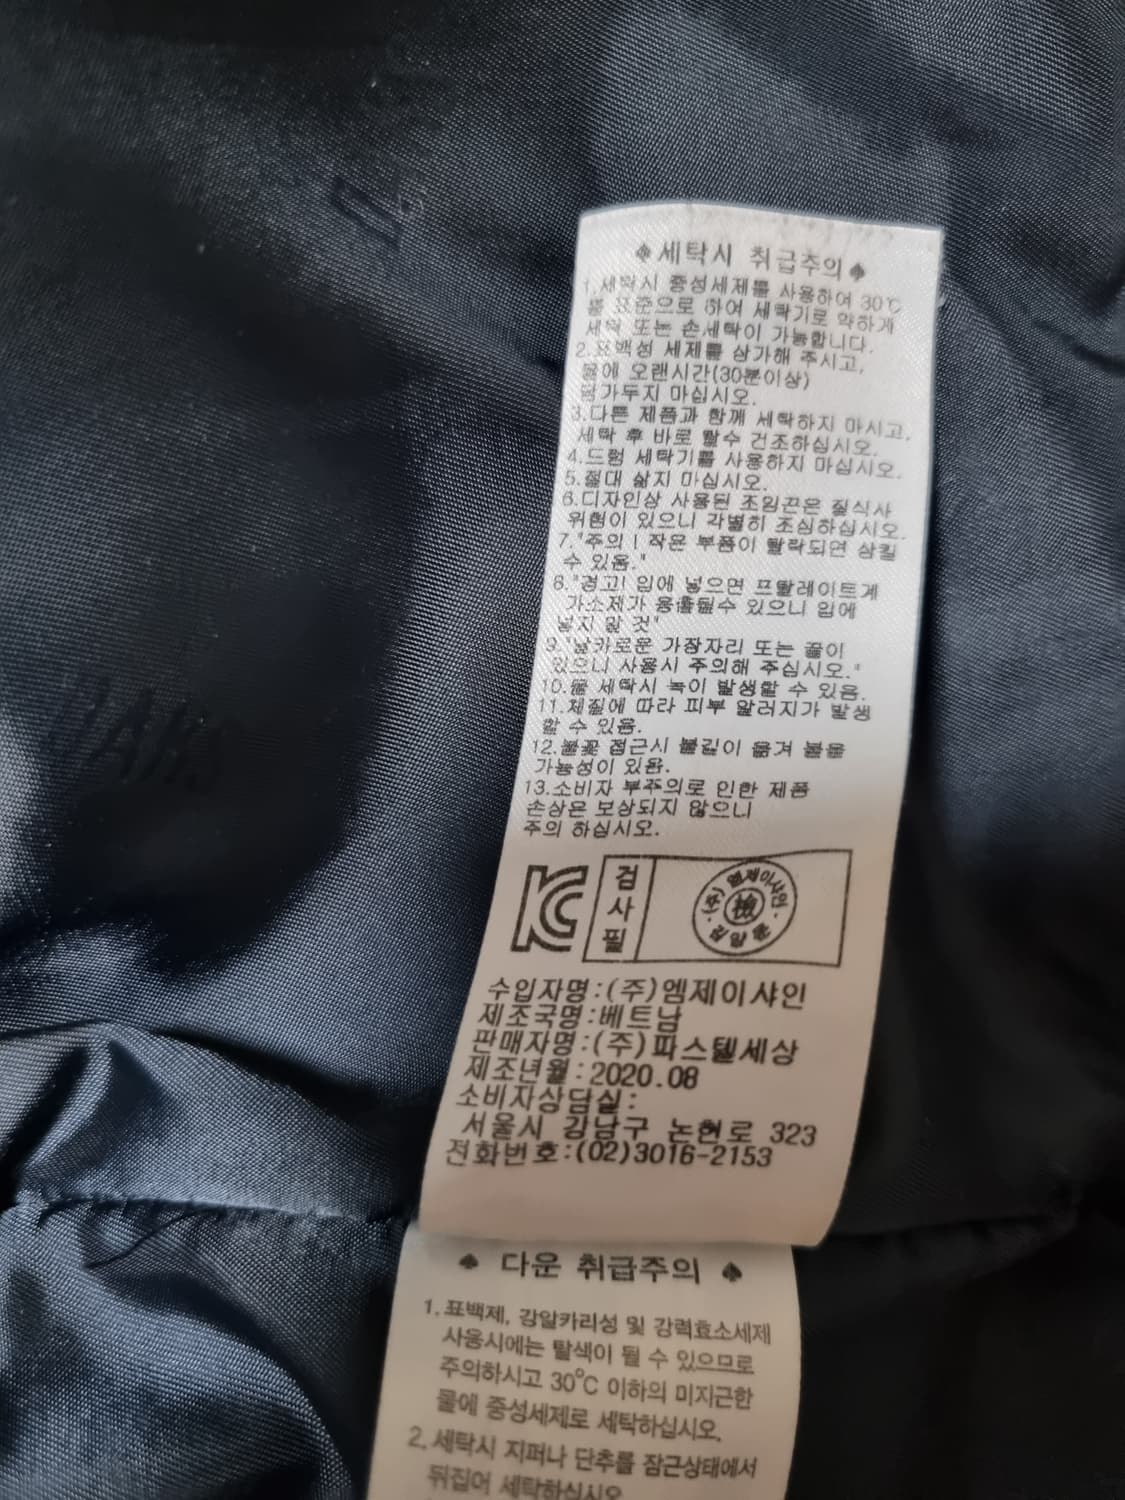 ♠세탁시 취급주의♠
1.세탁시 중성세제를 사용하여 30℃
를 표준으로 하여 세탁기로 약하게
세탁 또는 손세탁이 가능합니다.
2.표백성 세제를 삼가해 주시고,
물에 오랜시간(30분이상)
담가두지 마십시오.
3.다른 제품과 함께 세탁하지 마시고,
세탁 후 바로 탈수 건조하십시오.
4.드럼 세탁기를 사용하지 마십시오.
5.절대 삶지 마십시오.
6.디자인상 사용된 조임끈은 질식사
위험이 있으니 각별히 조심하십시오.
7."주의! 작은 부품이 탈락되면 삼킬
수 있음."
8."경고! 입에 넣으면 프탈레이트계
가소제가 용출될수 있으니 입에
넣지 말 것"
9."날카로운 가장자리 또는 끝이
있으니 사용시 주의해 주십시오."
10.물 세탁시 녹이 발생할 수 있음.
11.체질에 따라 피부 알러지가 발생
할 수 있음.
12.불꽃 접근시 불길이 옮겨 붙을
가능성이 있음.
13.소비자 부주의로 인한 제품
손상은 보상되지 않으니
주의 하십시오.
KC 검사필 (주)엠제이샤인 檢
수입자명:(주)엠제이샤인
제조국명:베트남
판매자명:(주)파스텔세상
제조년월:2020.08
소비자상담실:
서울시 강남구 논현로 323
전화번호:(02)3016-2153
♠ 다운 취급주의 ♠
1. 표백제, 강알카리성 및 강력효소세제
사용시에는 탈색이 될 수 있으므로
주의하시고 30℃ 이하의 미지근한
물에 중성세제로 세탁하십시오.
2. 세탁시 지퍼나 단추를 잠근상태에서
뒤집어 세탁하십시오